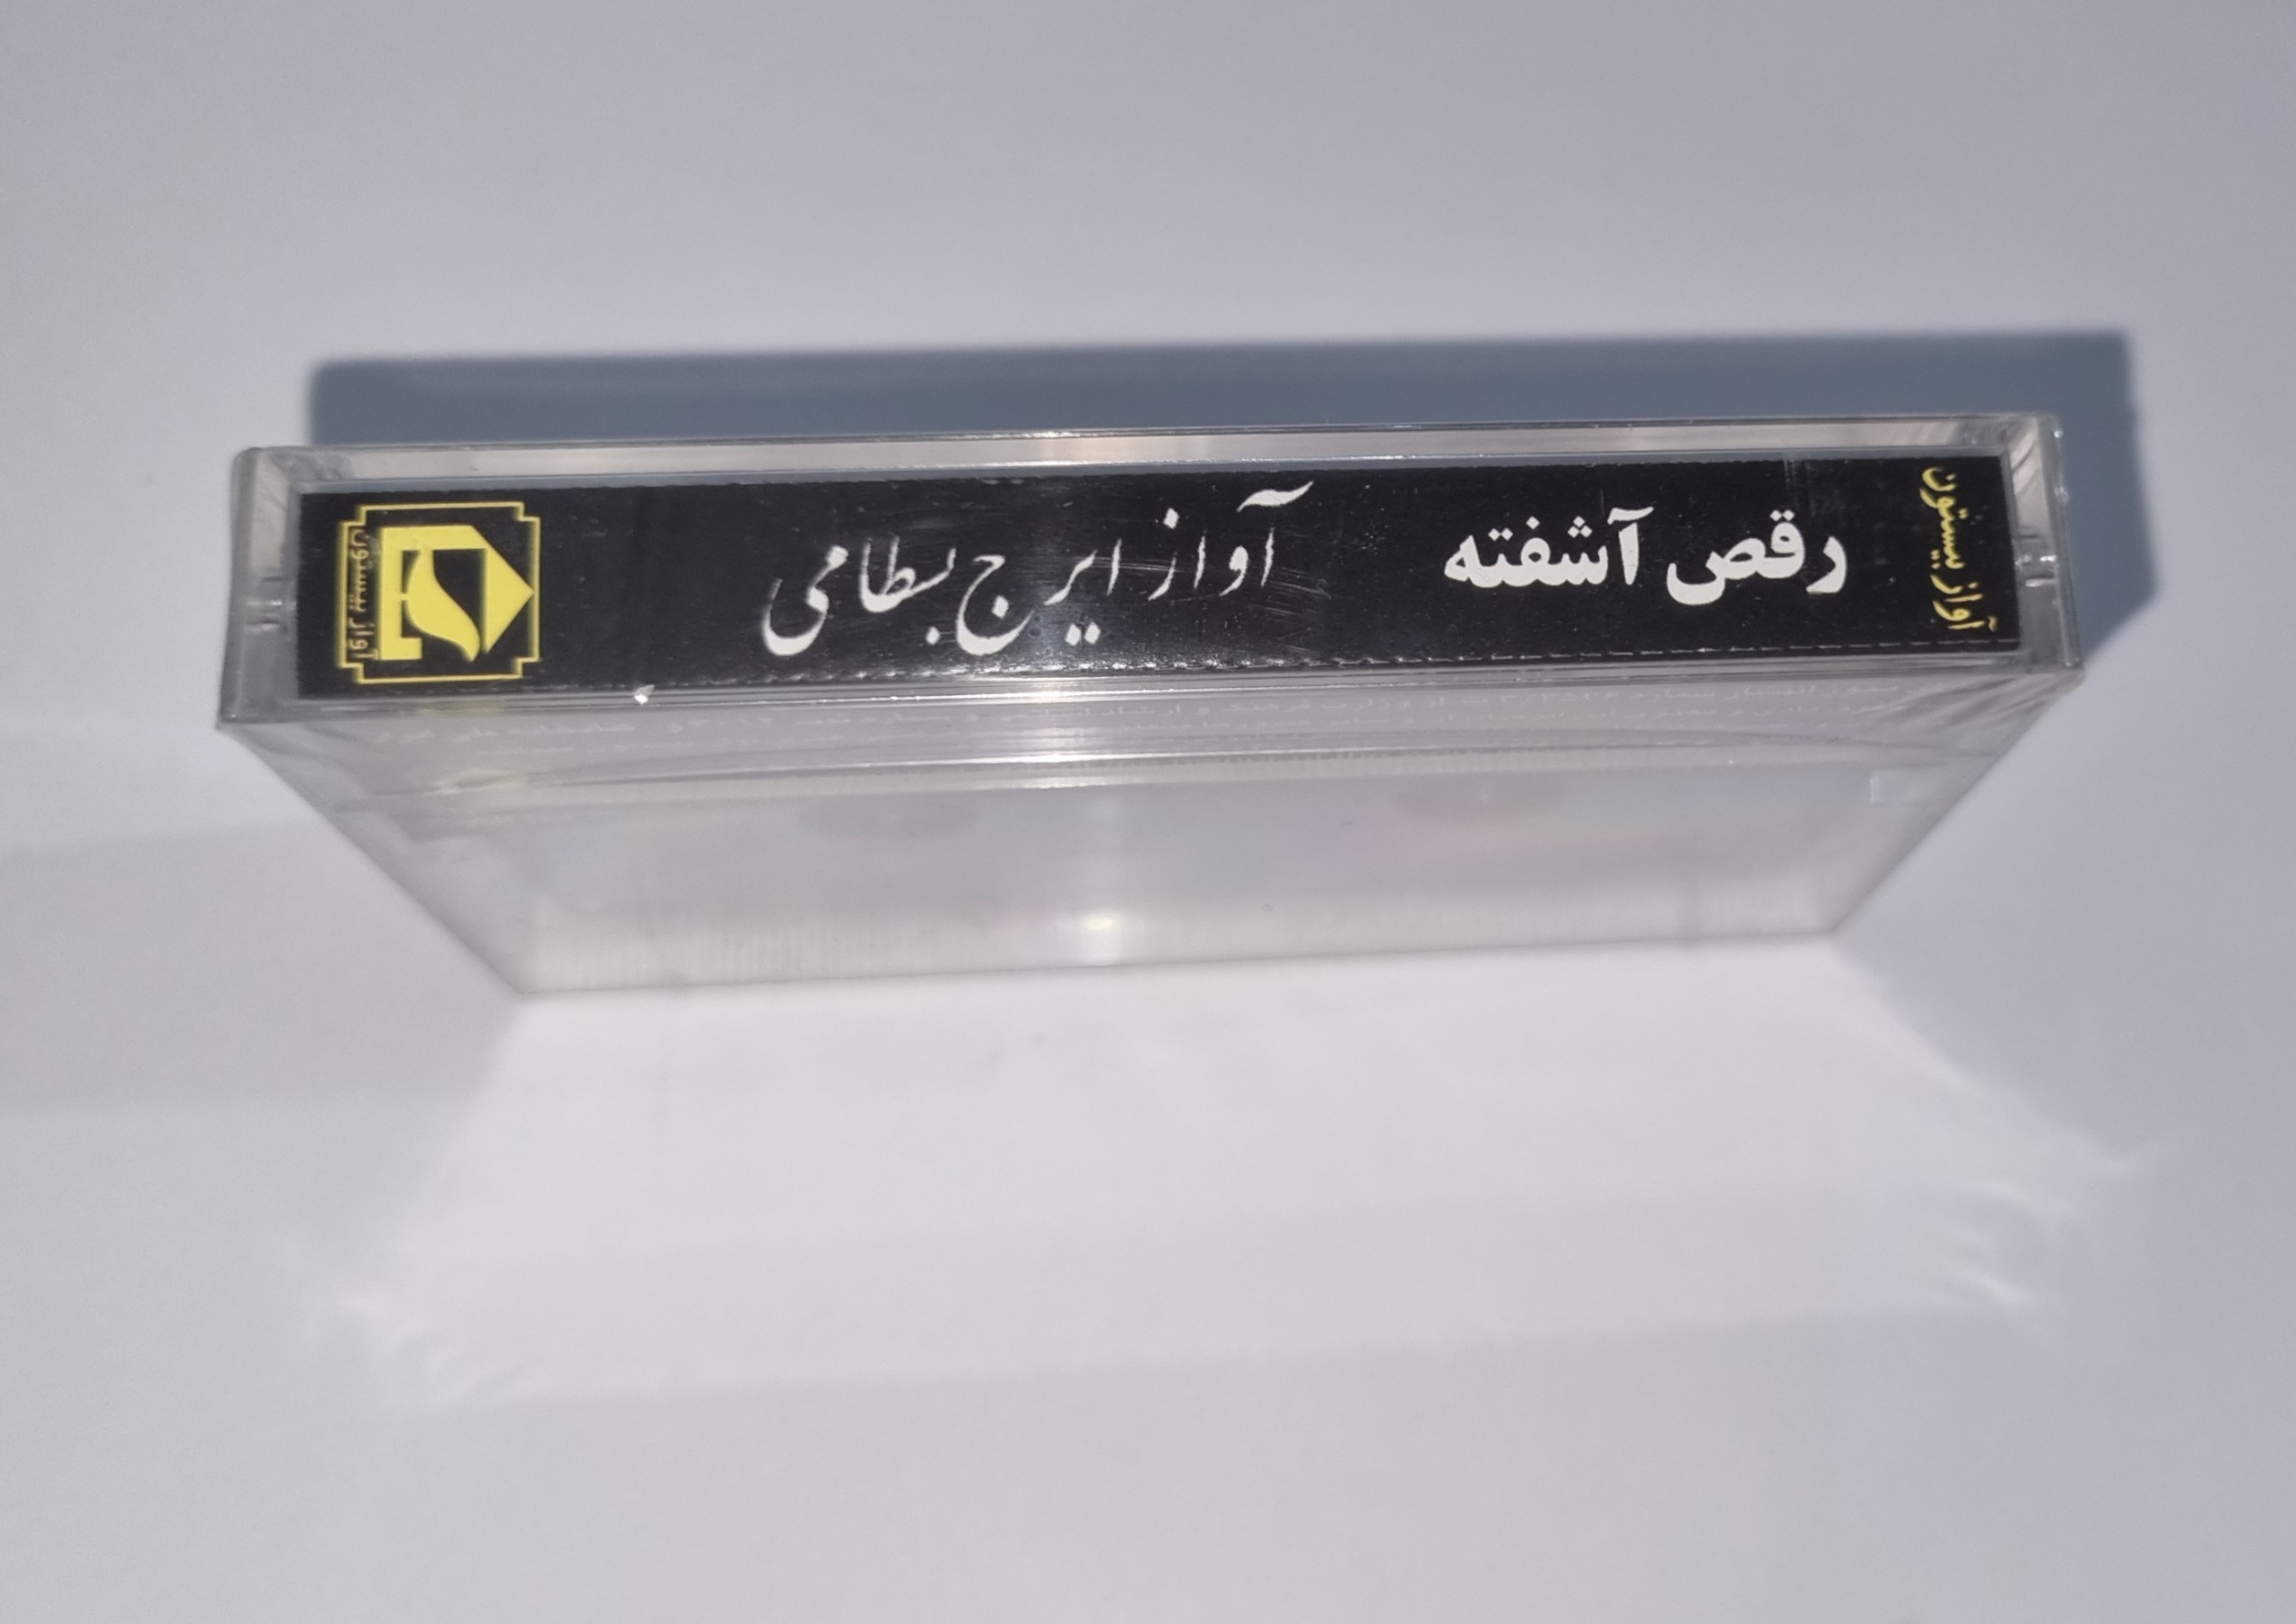 آواز بیستون
رقص آشفته
آواز ایرج بسطامی
آواز بیستون